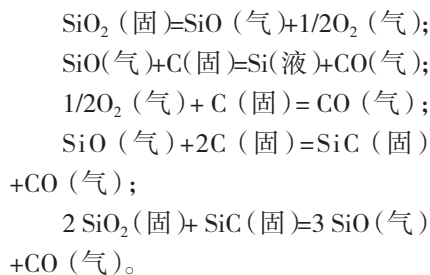 SiO₂（固）=SiO（气）+1/2O₂（气）；
SiO(气)+C(固)=Si(液)+CO(气)；
1/2O₂（气）+ C（固）= CO（气）；
SiO（气）+2C（固）=SiC（固）
+CO（气）；
2 SiO₂(固)+ SiC(固)=3 SiO(气)
+CO（气）。